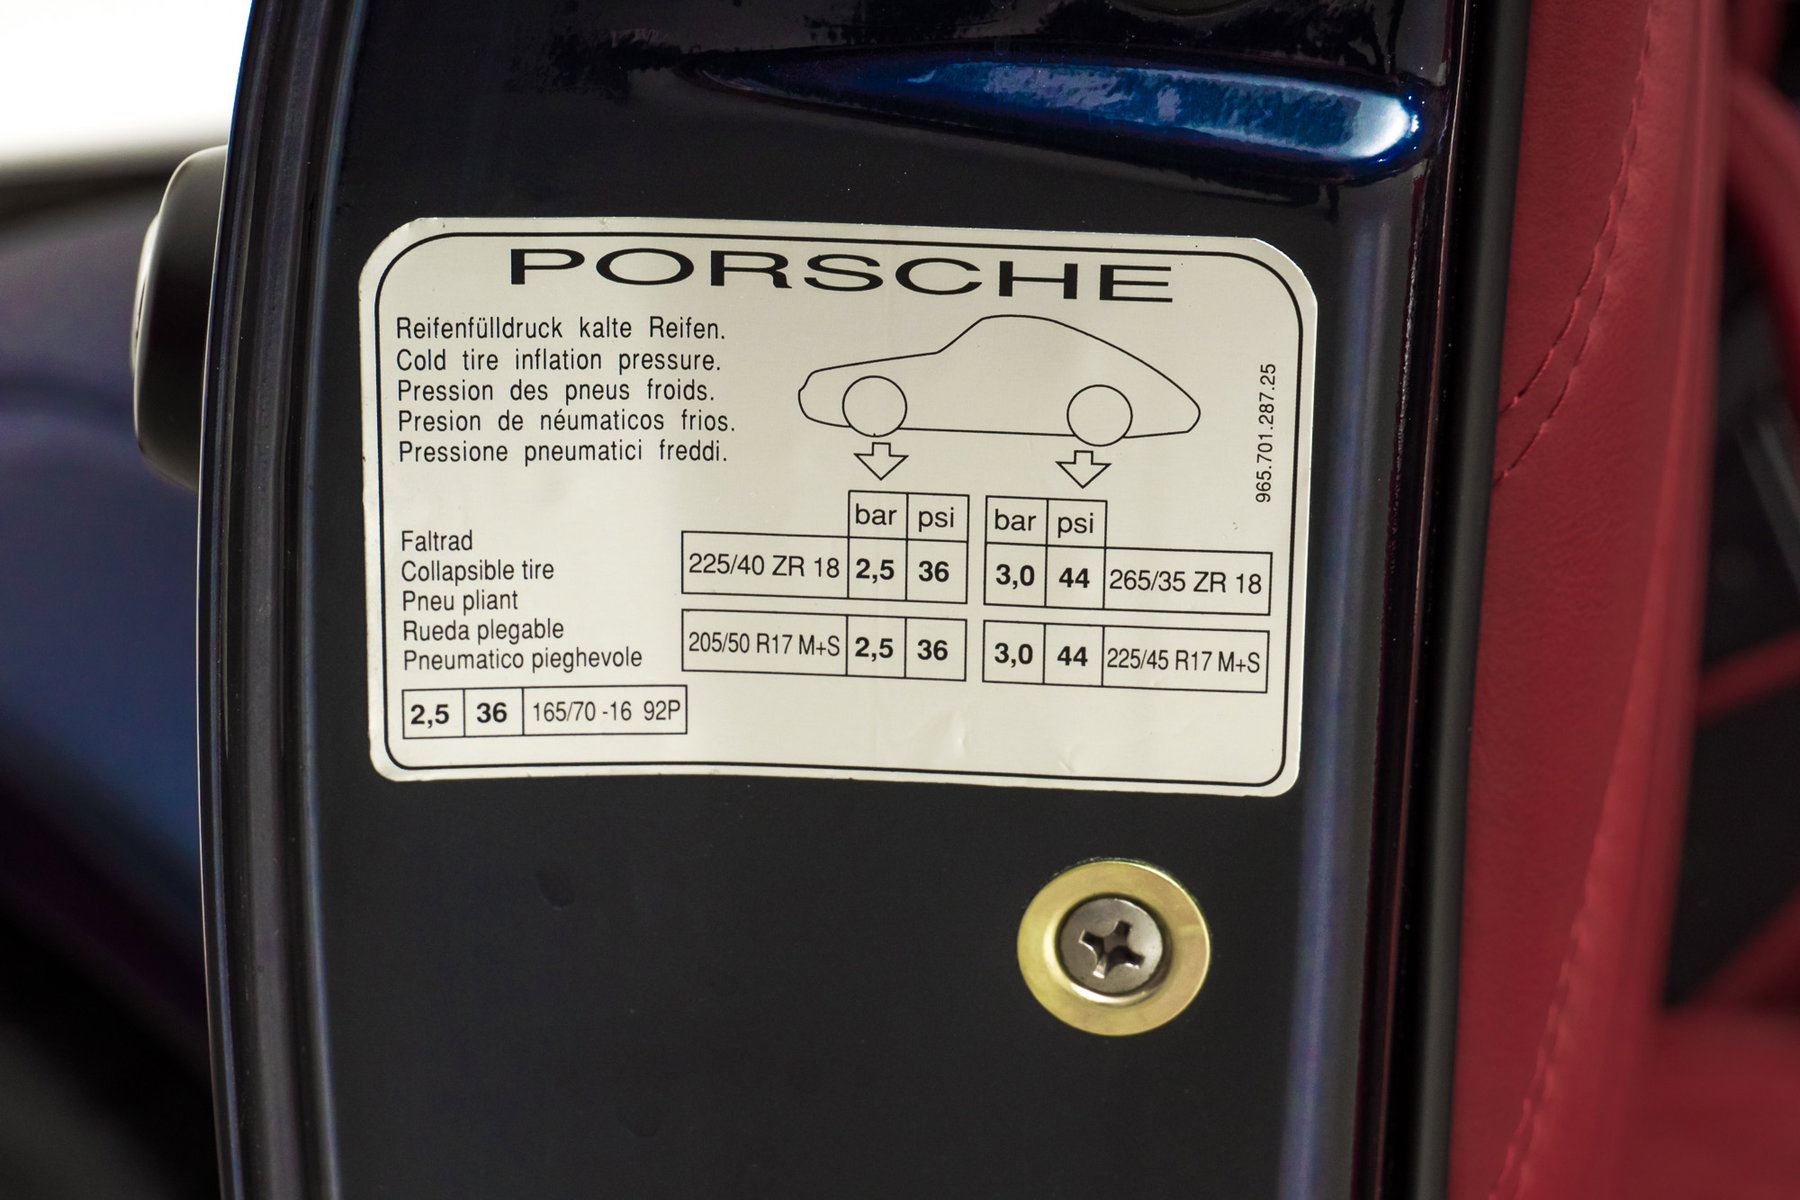 PORSCHE
Reifenfülldruck kalte Reifen.
Cold tire inflation pressure.
Pression des pneus froids.
Presion de néumaticos frios.
Pressione pneumatici freddi.
965.701.287.25
bar psi bar psi
225/40 ZR 18 2,5 36 3,0 44 265/35 ZR 18
205/50 R17 M+S 2,5 36 3,0 44 225/45 R17 M+S
Faltrad
Collapsible tire
Pneu pliant
Rueda plegable
Pneumatico pieghevole
2,5 36 165/70 -16 92P